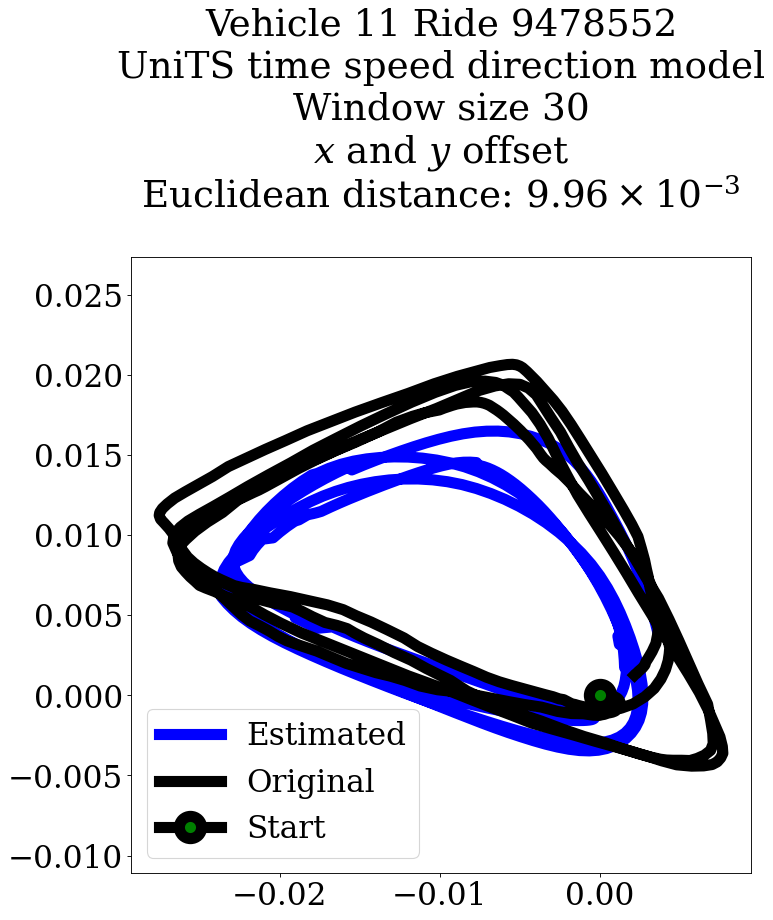 Vehicle 11 Ride 9478552
UniTS time speed direction model
Window size 30
x and y offset
Euclidean distance: 9.96 × 10⁻³
0.025
0.020
0.015
0.010
0.005
0.000
−0.005
−0.010
Estimated
Original
Start
−0.02
−0.01
0.00